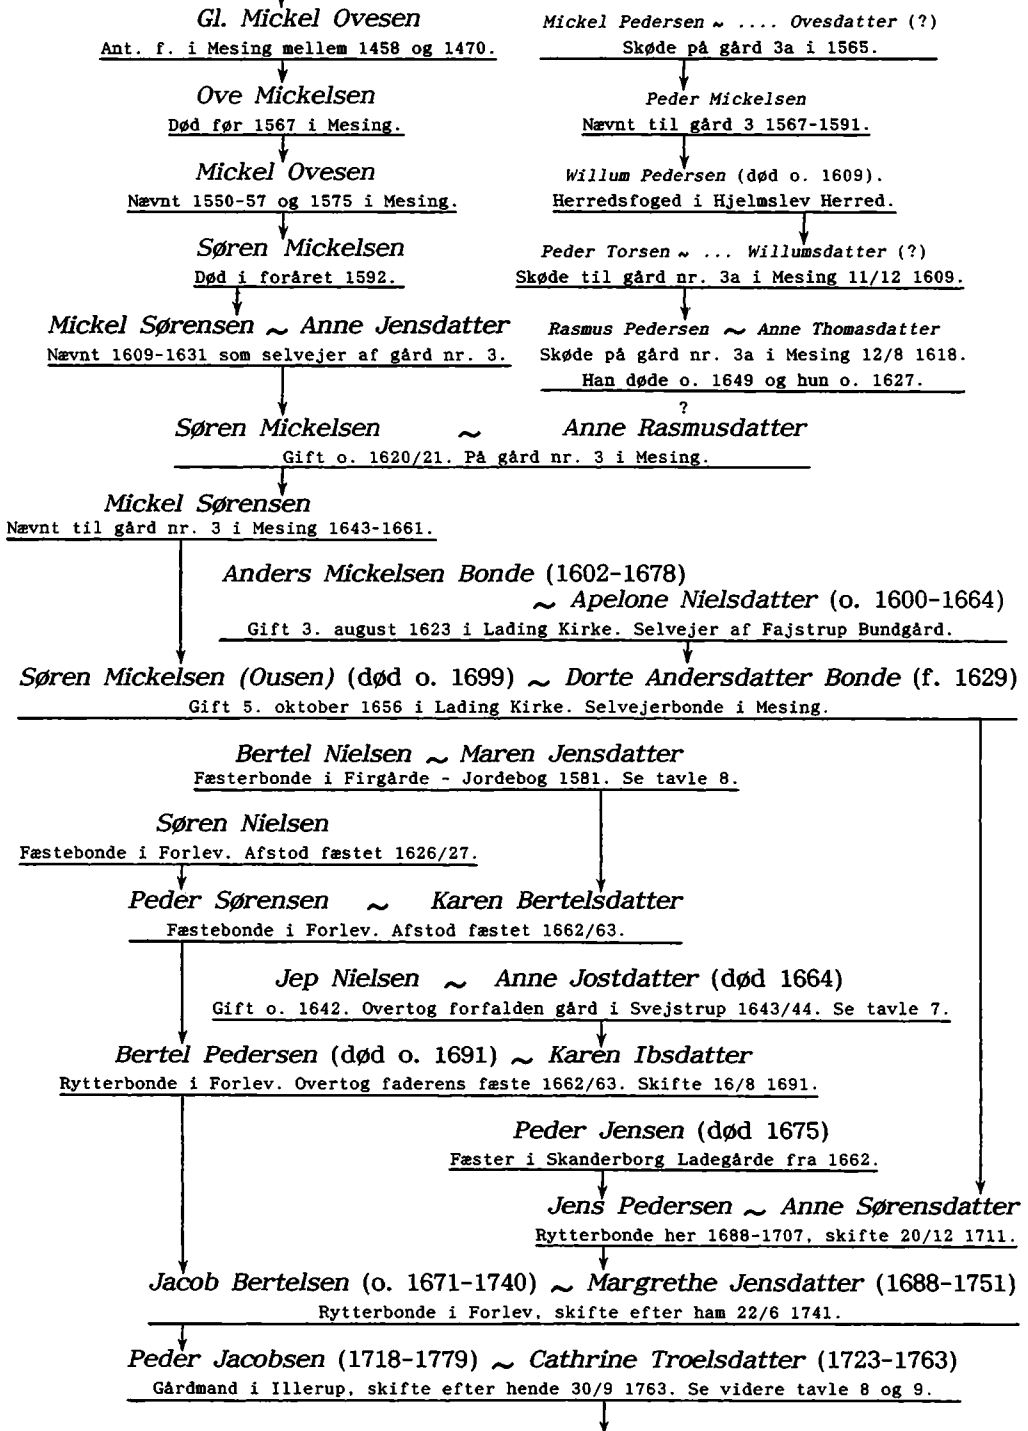 Gl. Mickel Ovesen
Ant. f. i Mesing mellem 1458 og 1470.
Mickel Pedersen ~ .... Ovesdatter (?)
Skøde på gård 3a i 1565.
Ove Mickelsen
Død før 1567 i Mesing.
Peder Mickelsen
Nævnt til gård 3 1567-1591.
Mickel Ovesen
Nævnt 1550-57 og 1575 i Mesing.
Willum Pedersen (død o. 1609).
Herredsfoged i Hjelmslev Herred.
Søren Mickelsen
Død i foråret 1592.
Peder Torsen ~ ... Willumsdatter (?)
Skøde til gård nr. 3a i Mesing 11/12 1609.
Mickel Sørensen ~ Anne Jensdatter
Nævnt 1609-1631 som selvejer af gård nr. 3.
Rasmus Pedersen ~ Anne Thomasdatter
Skøde på gård nr. 3a i Mesing 12/8 1618.
Han døde o. 1649 og hun o. 1627.
?
Søren Mickelsen ~ Anne Rasmusdatter
Gift o. 1620/21. På gård nr. 3 i Mesing.
Mickel Sørensen
Nævnt til gård nr. 3 i Mesing 1643-1661.
Anders Mickelsen Bonde (1602-1678)
~ Apelone Nielsdatter (o. 1600-1664)
Gift 3. august 1623 i Lading Kirke. Selvejer af Fajstrup Bundgård.
Søren Mickelsen (Ousen) (død o. 1699) ~ Dorte Andersdatter Bonde (f. 1629)
Gift 5. oktober 1656 i Lading Kirke. Selvejerbonde i Mesing.
Bertel Nielsen ~ Maren Jensdatter
Fæsterbonde i Firgårde - Jordebog 1581. Se tavle 8.
Søren Nielsen
Fæstebonde i Forlev. Afstod fæstet 1626/27.
Peder Sørensen ~ Karen Bertelsdatter
Fæstebonde i Forlev. Afstod fæstet 1662/63.
Jep Nielsen ~ Anne Jostdatter (død 1664)
Gift o. 1642. Overtog forfalden gård i Svejstrup 1643/44. Se tavle 7.
Bertel Pedersen (død o. 1691) ~ Karen Ibsdatter
Rytterbonde i Forlev. Overtog faderens fæste 1662/63. Skifte 16/8 1691.
Peder Jensen (død 1675)
Fæster i Skanderborg Ladegårde fra 1662.
Jens Pedersen ~ Anne Sørensdatter
Rytterbonde her 1688-1707, skifte 20/12 1711.
Jacob Bertelsen (o. 1671-1740) ~ Margrethe Jensdatter (1688-1751)
Rytterbonde i Forlev, skifte efter ham 22/6 1741.
Peder Jacobsen (1718-1779) ~ Cathrine Troelsdatter (1723-1763)
Gårdmand i Illerup, skifte efter hende 30/9 1763. Se videre tavle 8 og 9.